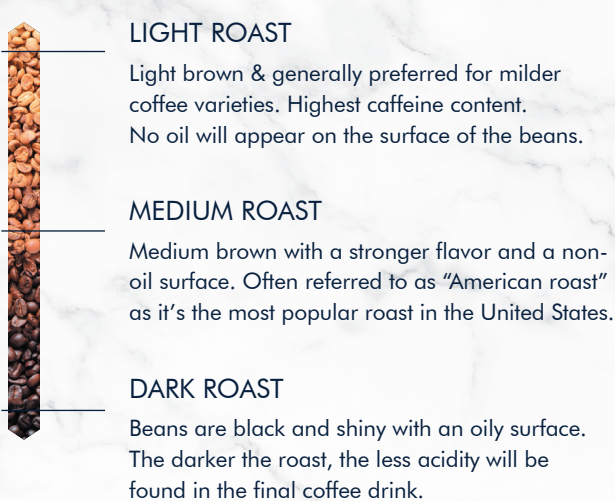 LIGHT ROAST
Light brown & generally preferred for milder
coffee varieties. Highest caffeine content.
No oil will appear on the surface of the beans.
MEDIUM ROAST
Medium brown with a stronger flavor and a non-
oil surface. Often referred to as “American roast”
as it’s the most popular roast in the United States.
DARK ROAST
Beans are black and shiny with an oily surface.
The darker the roast, the less acidity will be
found in the final coffee drink.